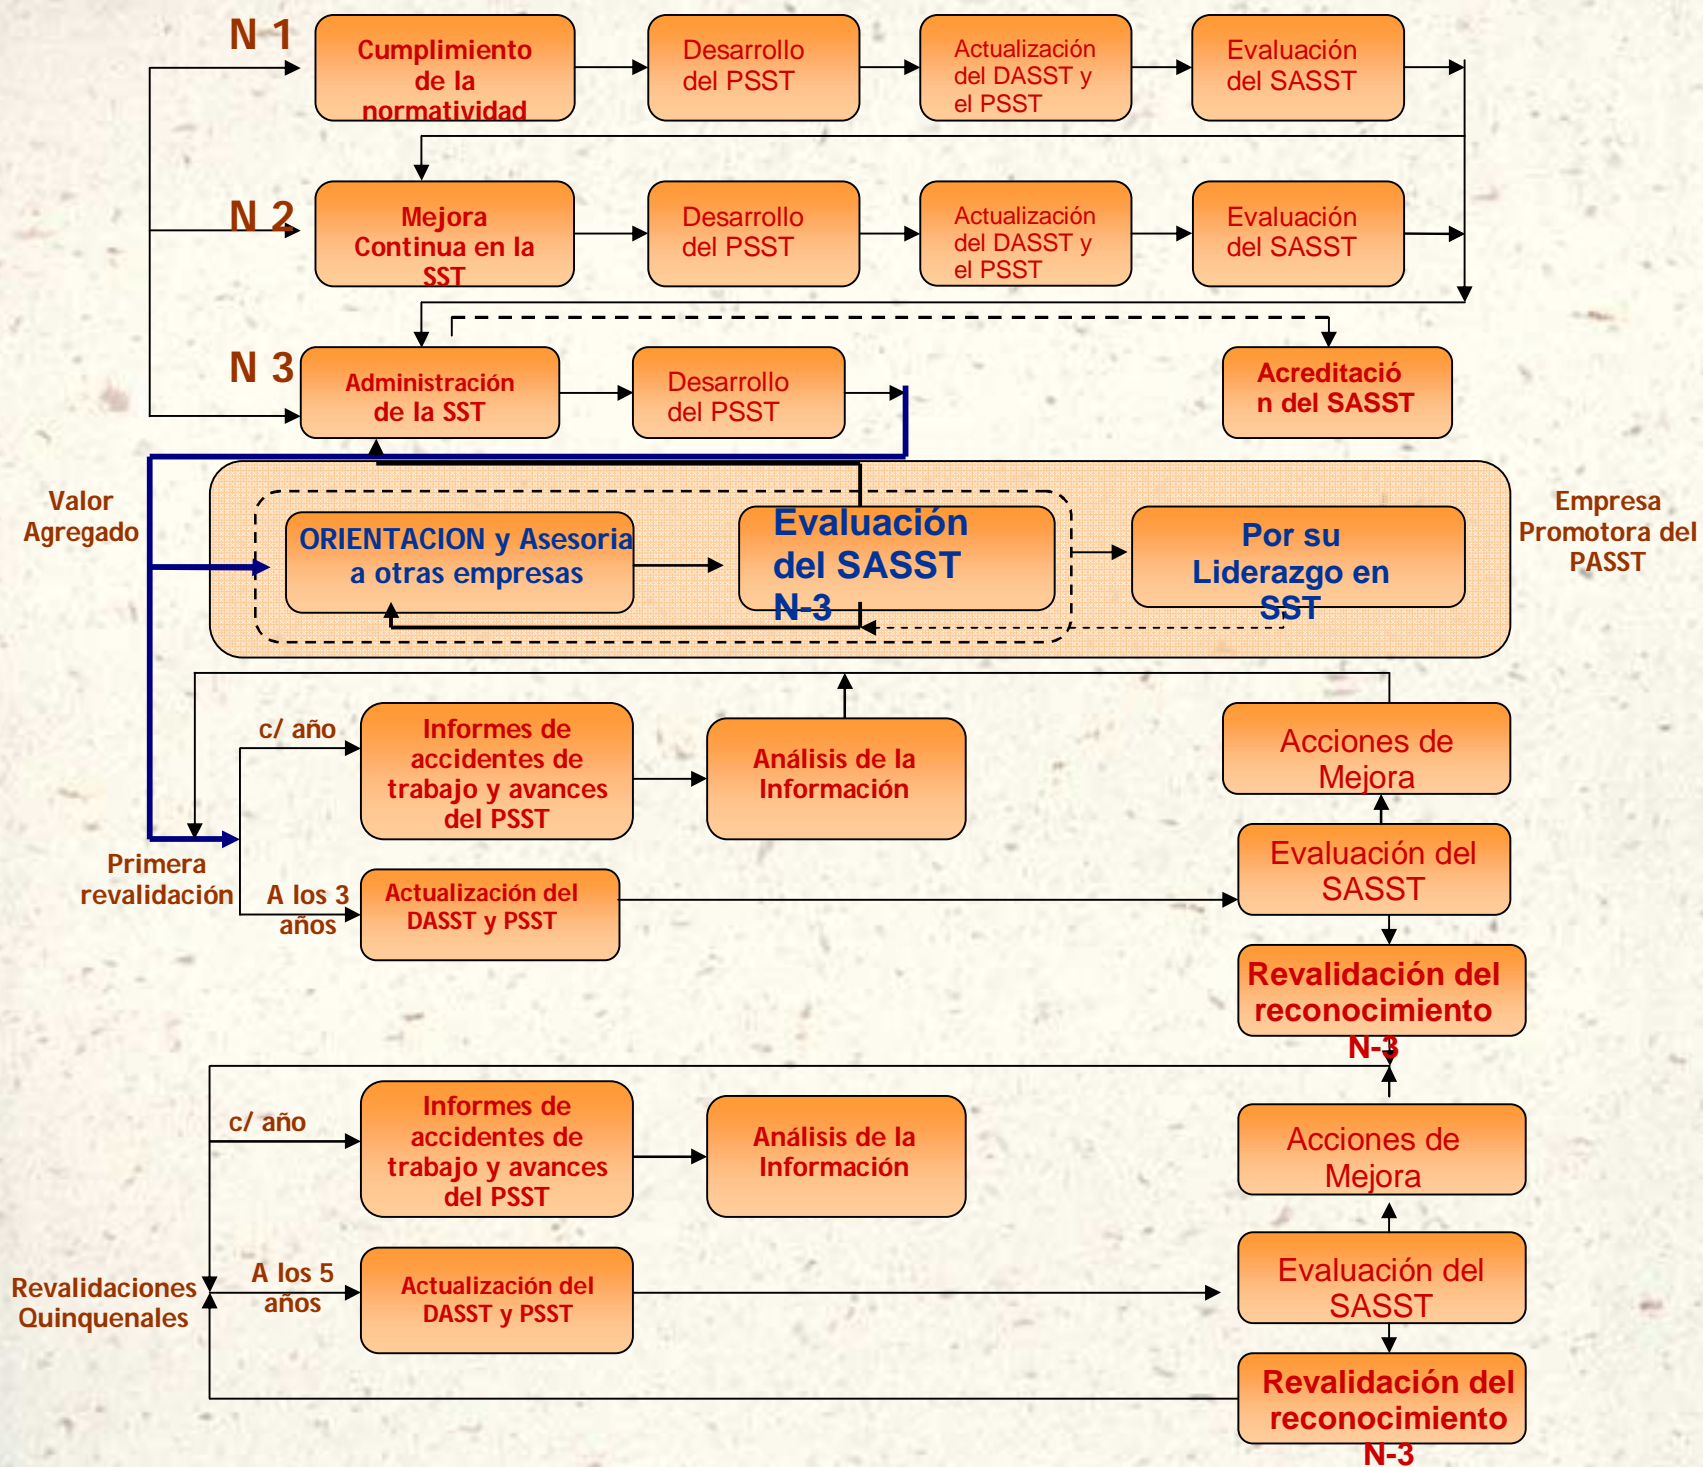 N 1
Cumplimiento
de la
normatividad
Desarrollo
del PSST
Actualización
del DASST y
el PSST
Evaluación
del SASST
N 2
Mejora
Continua en la
SST
Desarrollo
del PSST
Actualización
del DASST y
el PSST
Evaluación
del SASST
N 3
Administración
de la SST
Desarrollo
del PSST
Acreditació
n del SASST
Valor
Agregado
ORIENTACION y Asesoria
a otras empresas
Evaluación
del SASST
N-3
Por su
Liderazgo en
SST
Empresa
Promotora del
PASST
c/ año
Informes de
accidentes de
trabajo y avances
del PSST
Análisis de la
Información
Acciones de
Mejora
Primera
revalidación
A los 3
años
Actualización del
DASST y PSST
Evaluación del
SASST
Revalidación del
reconocimiento
N-3
c/ año
Informes de
accidentes de
trabajo y avances
del PSST
Análisis de la
Información
Acciones de
Mejora
Revalidaciones
Quinquenales
A los 5
años
Actualización del
DASST y PSST
Evaluación del
SASST
Revalidación del
reconocimiento
N-3